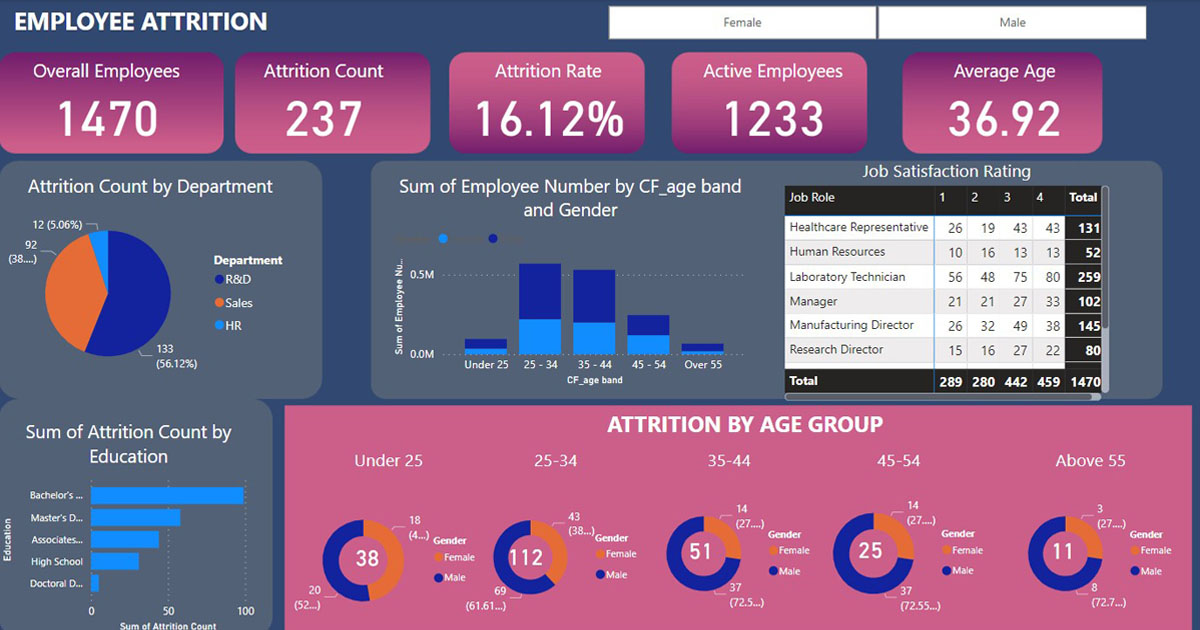 EMPLOYEE ATTRITION
Female
Male
Overall Employees
1470
Attrition Count
237
Attrition Rate
16.12%
Active Employees
1233
Average Age
36.92
Attrition Count by Department
12 (5.06%)
92
(38....)
133
(56.12%)
Department
R&D
Sales
HR
Sum of Employee Number by CF_age band
and Gender
Sum of Employee Nu...
0.5M
0.0M
Under 25 25 - 34 35 - 44 45 - 54 Over 55
CF_age band
Job Satisfaction Rating
Job Role 1 2 3 4 Total
Healthcare Representative 26 19 43 43 131
Human Resources 10 16 13 13 52
Laboratory Technician 56 48 75 80 259
Manager 21 21 27 33 102
Manufacturing Director 26 32 49 38 145
Research Director 15 16 27 22 80
Total 289 280 442 459 1470
Sum of Attrition Count by
Education
Education
Bachelor's ...
Master's D...
Associates...
High School
Doctoral D...
0 50 100
Sum of Attrition Count
ATTRITION BY AGE GROUP
Under 25
38
18
(4...)
20
(52...)
Gender
Female
Male
25-34
112
43
(38...)
69
(61.61...)
Gender
Female
Male
35-44
51
14
(27....)
37
(72.5...)
Gender
Female
Male
45-54
25
14
(27....)
37
(72.55...)
Gender
Female
Male
Above 55
11
3
(27....)
8
(72.7...)
Gender
Female
Male